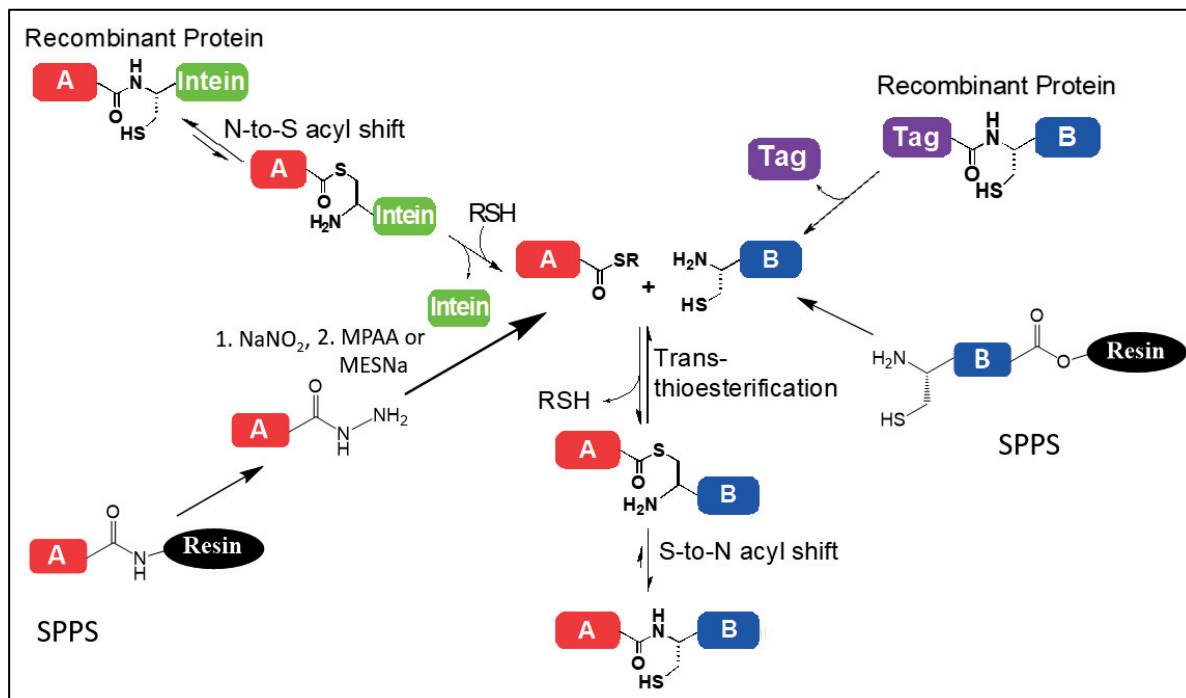 Recombinant Protein
A
H
N
Intein
O
HS
N-to-S acyl shift
A
S
O
H₂N
Intein
RSH
Intein
Recombinant Protein
Tag
Tag
H
N
B
O
HS
A
SR
O
+
H₂N
B
HS
1. NaNO₂, 2. MPAA or
MESNa
O
A
N
H
NH₂
O
A
N
H
Resin
SPPS
Trans-
thioesterification
RSH
A
S
O
H₂N
B
S-to-N acyl shift
A
H
N
B
O
HS
H₂N
B
O
O
Resin
HS
SPPS